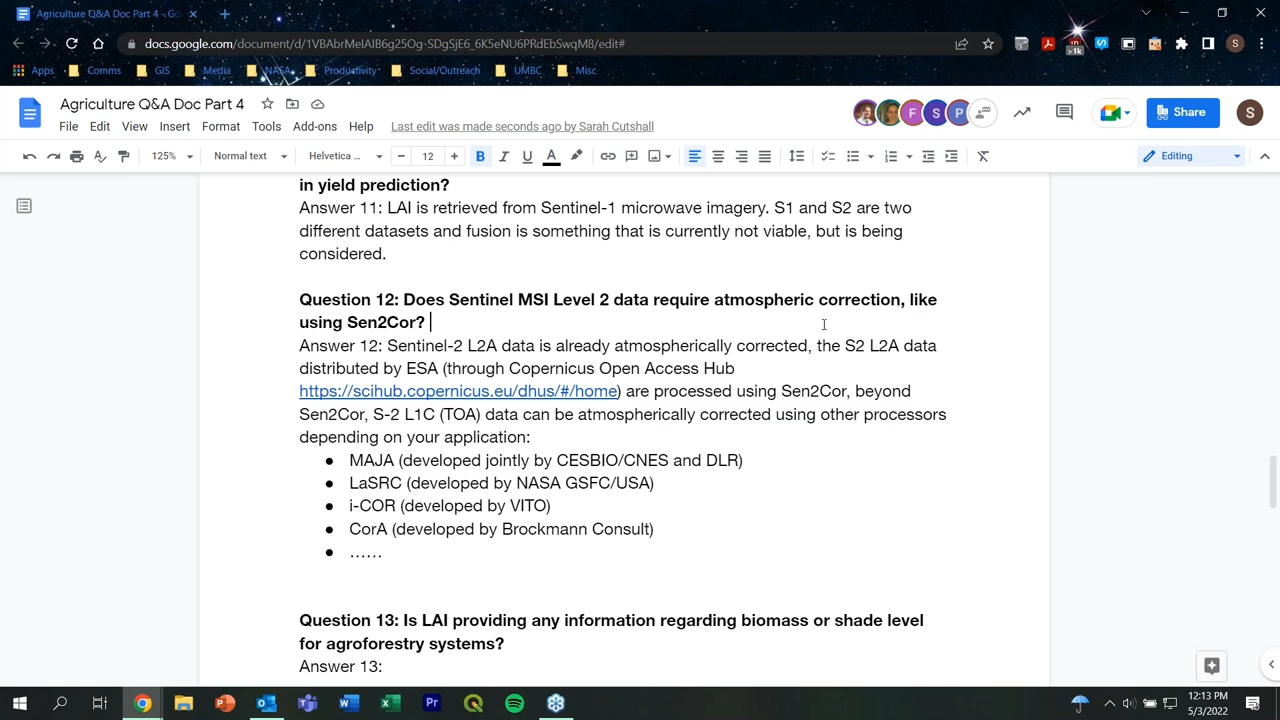 Agriculture Q&A Doc Part 4 - Go
docs.google.com/document/d/1VBAbrMelAIB6g25Og-SDgSjE6_6K5eNU6PRdEbSwqM8/edit#
>1k
S
Apps Comms GIS Media NASA Productivity Social/Outreach UMBC Misc
Agriculture Q&A Doc Part 4
F S P
Share
S
File Edit View Insert Format Tools Add-ons Help Last edit was made seconds ago by Sarah Cutshall
125% Normal text Helvetica ... 12 B I U A Editing
in yield prediction?
Answer 11: LAI is retrieved from Sentinel-1 microwave imagery. S1 and S2 are two
different datasets and fusion is something that is currently not viable, but is being
considered.
Question 12: Does Sentinel MSI Level 2 data require atmospheric correction, like
using Sen2Cor?
Answer 12: Sentinel-2 L2A data is already atmospherically corrected, the S2 L2A data
distributed by ESA (through Copernicus Open Access Hub
https://scihub.copernicus.eu/dhus/#/home) are processed using Sen2Cor, beyond
Sen2Cor, S-2 L1C (TOA) data can be atmospherically corrected using other processors
depending on your application:
● MAJA (developed jointly by CESBIO/CNES and DLR)
● LaSRC (developed by NASA GSFC/USA)
● i-COR (developed by VITO)
● CorA (developed by Brockmann Consult)
● ……
Question 13: Is LAI providing any information regarding biomass or shade level
for agroforestry systems?
Answer 13:
12:13 PM
5/3/2022